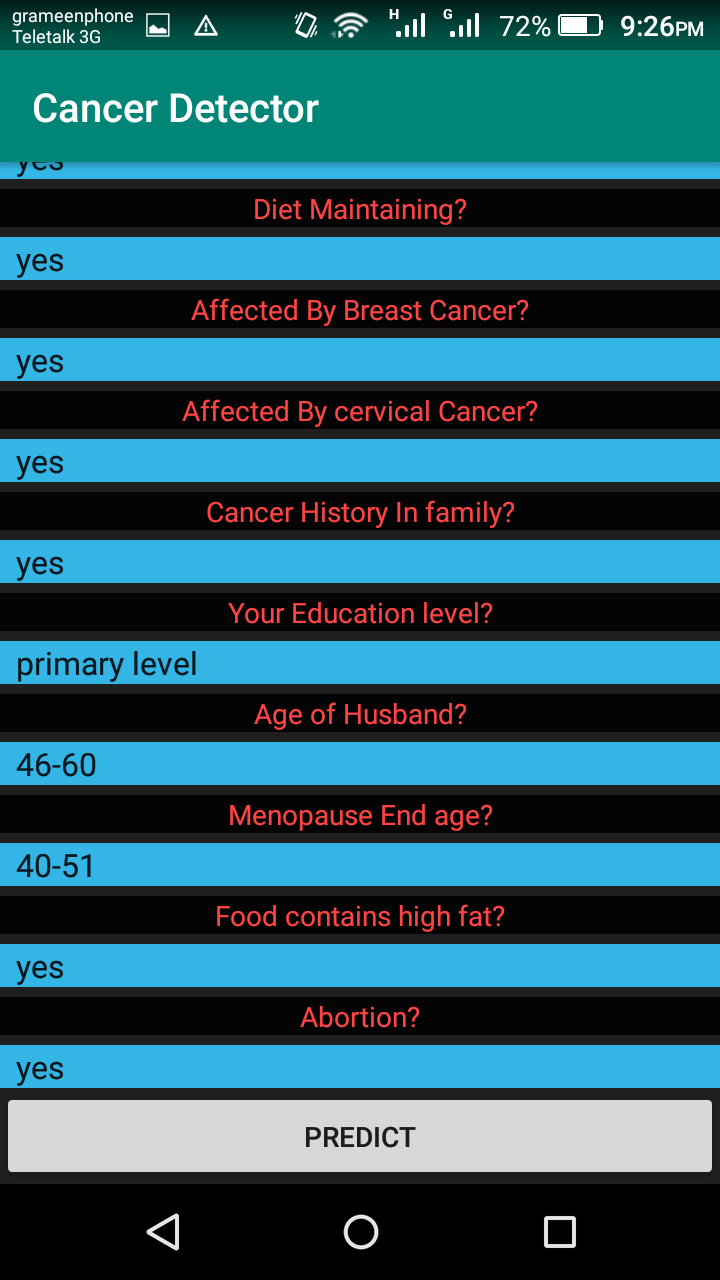 grameenphone
Teletalk 3G
H
G
72%
9:26PM
Cancer Detector
yes
Diet Maintaining?
yes
Affected By Breast Cancer?
yes
Affected By cervical Cancer?
yes
Cancer History In family?
yes
Your Education level?
primary level
Age of Husband?
46-60
Menopause End age?
40-51
Food contains high fat?
yes
Abortion?
yes
PREDICT